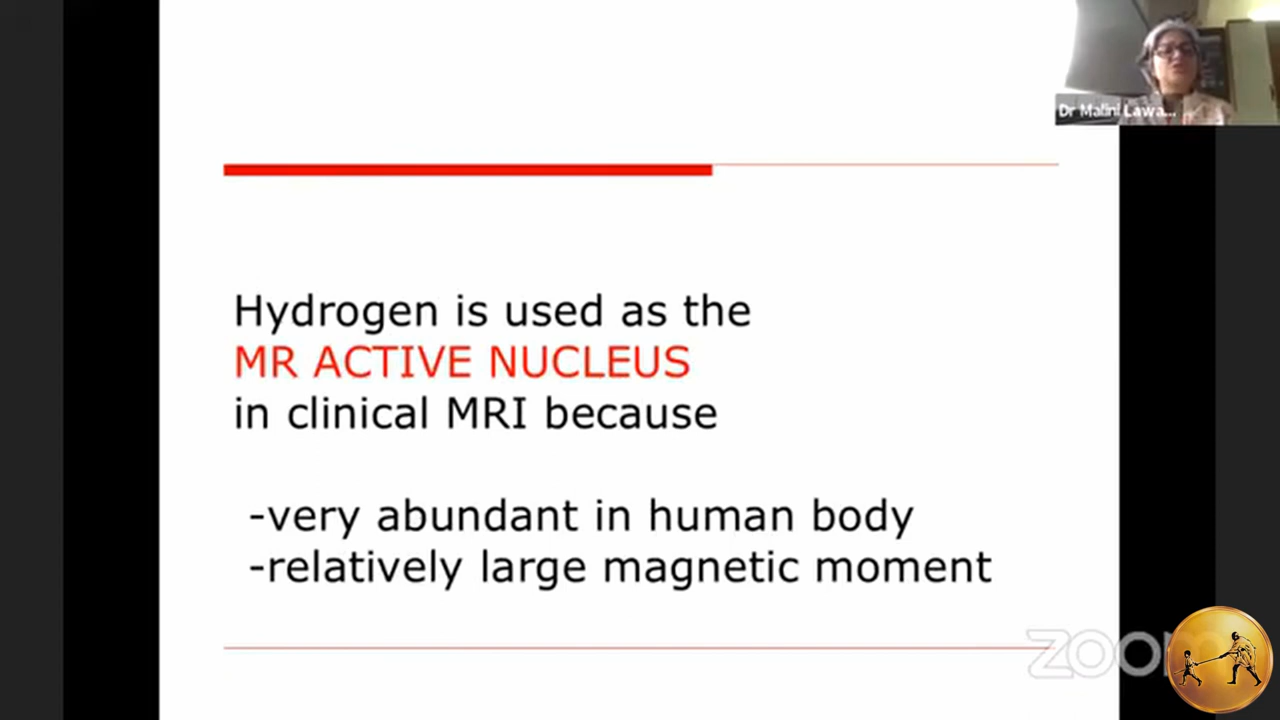 Dr Malini Lawa...
Hydrogen is used as the
MR ACTIVE NUCLEUS
in clinical MRI because
-very abundant in human body
-relatively large magnetic moment
zoom